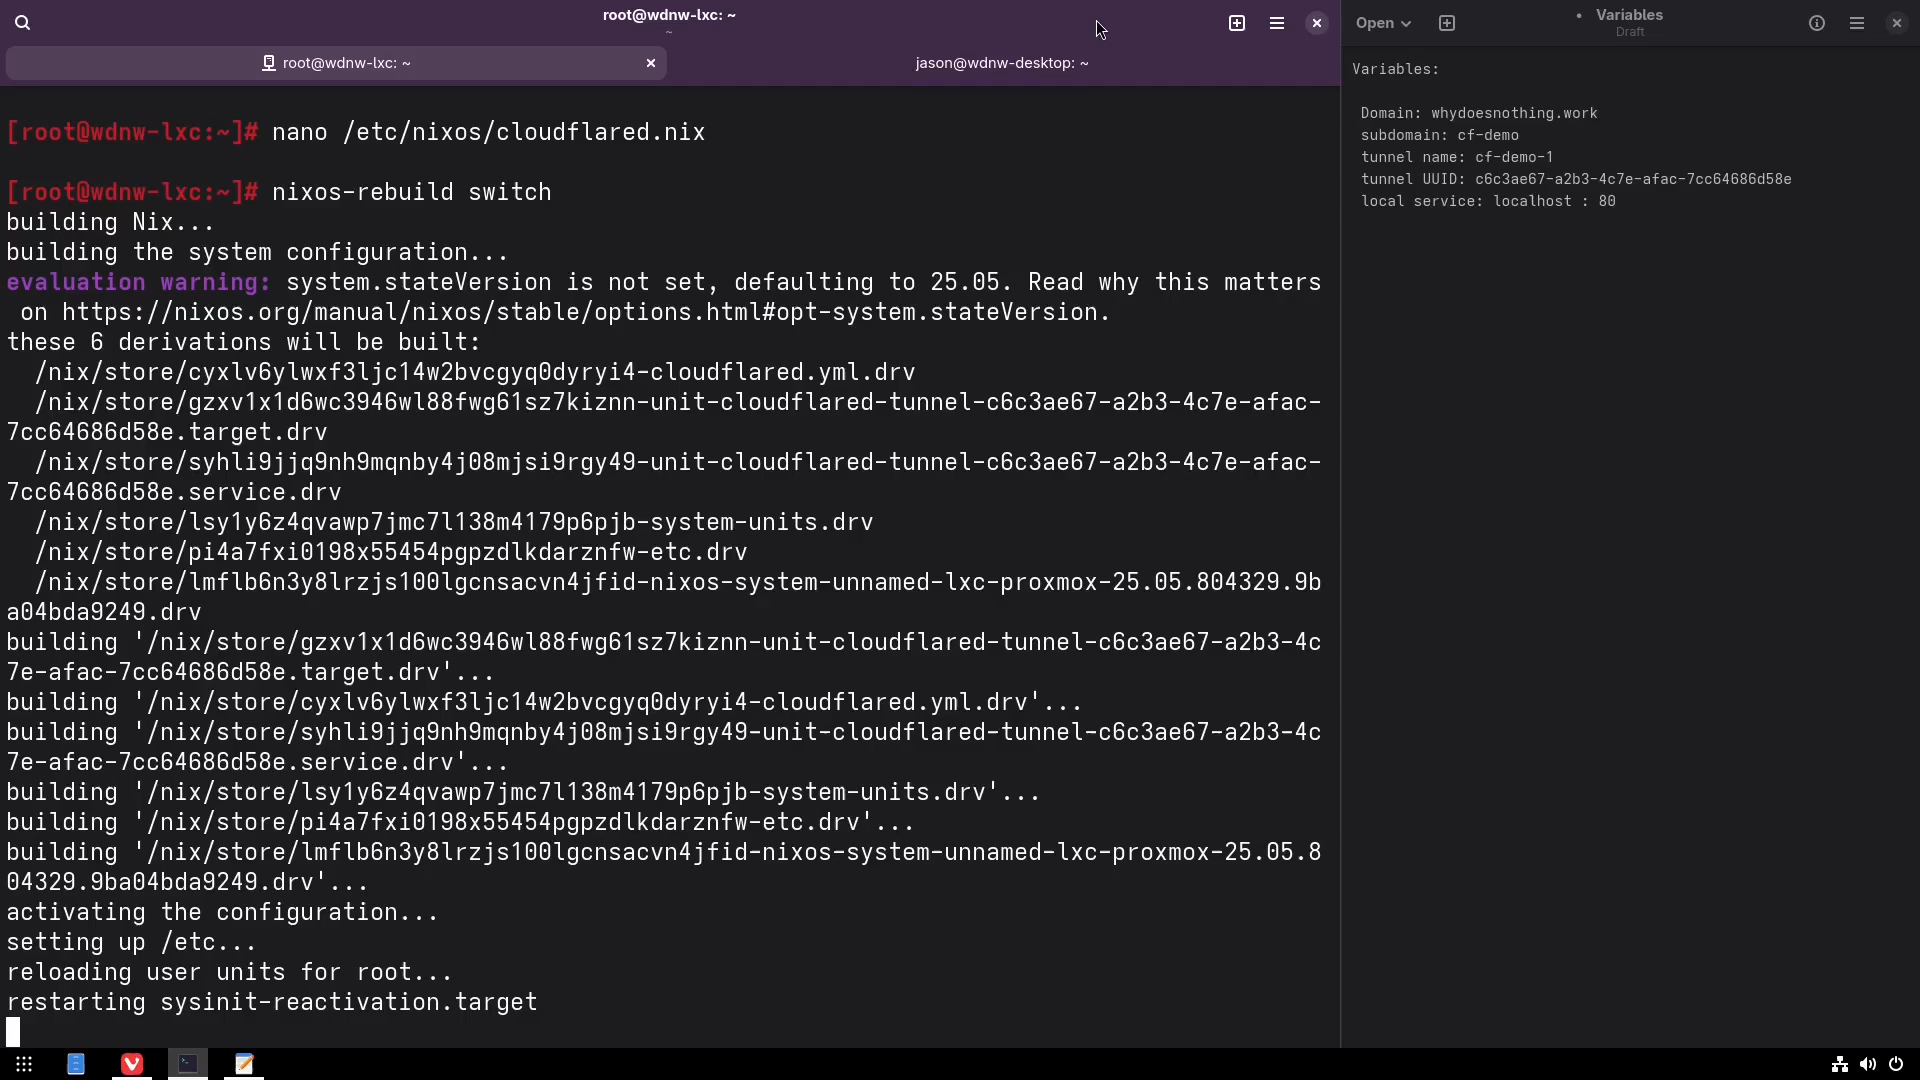 root@wdnw-lxc: ~
~
root@wdnw-lxc: ~
jason@wdnw-desktop: ~
[root@wdnw-lxc:~]# nano /etc/nixos/cloudflared.nix
[root@wdnw-lxc:~]# nixos-rebuild switch
building Nix...
building the system configuration...
evaluation warning: system.stateVersion is not set, defaulting to 25.05. Read why this matters
 on https://nixos.org/manual/nixos/stable/options.html#opt-system.stateVersion.
these 6 derivations will be built:
  /nix/store/cyxlv6ylwxf3ljc14w2bvcgyq0dyryi4-cloudflared.yml.drv
  /nix/store/gzxv1x1d6wc3946wl88fwg61sz7kiznn-unit-cloudflared-tunnel-c6c3ae67-a2b3-4c7e-afac-
7cc64686d58e.target.drv
  /nix/store/syhli9jjq9nh9mqnby4j08mjsi9rgy49-unit-cloudflared-tunnel-c6c3ae67-a2b3-4c7e-afac-
7cc64686d58e.service.drv
  /nix/store/lsy1y6z4qvawp7jmc7l138m4179p6pjb-system-units.drv
  /nix/store/pi4a7fxi0198x55454pgpzdlkdarznfw-etc.drv
  /nix/store/lmflb6n3y8lrzjs100lgcnsacvn4jfid-nixos-system-unnamed-lxc-proxmox-25.05.804329.9b
a04bda9249.drv
building '/nix/store/gzxv1x1d6wc3946wl88fwg61sz7kiznn-unit-cloudflared-tunnel-c6c3ae67-a2b3-4c
7e-afac-7cc64686d58e.target.drv'...
building '/nix/store/cyxlv6ylwxf3ljc14w2bvcgyq0dyryi4-cloudflared.yml.drv'...
building '/nix/store/syhli9jjq9nh9mqnby4j08mjsi9rgy49-unit-cloudflared-tunnel-c6c3ae67-a2b3-4c
7e-afac-7cc64686d58e.service.drv'...
building '/nix/store/lsy1y6z4qvawp7jmc7l138m4179p6pjb-system-units.drv'...
building '/nix/store/pi4a7fxi0198x55454pgpzdlkdarznfw-etc.drv'...
building '/nix/store/lmflb6n3y8lrzjs100lgcnsacvn4jfid-nixos-system-unnamed-lxc-proxmox-25.05.8
04329.9ba04bda9249.drv'...
activating the configuration...
setting up /etc...
reloading user units for root...
restarting sysinit-reactivation.target
Open
• Variables
Draft
Variables:
Domain: whydoesnothing.work
subdomain: cf-demo
tunnel name: cf-demo-1
tunnel UUID: c6c3ae67-a2b3-4c7e-afac-7cc64686d58e
local service: localhost : 80